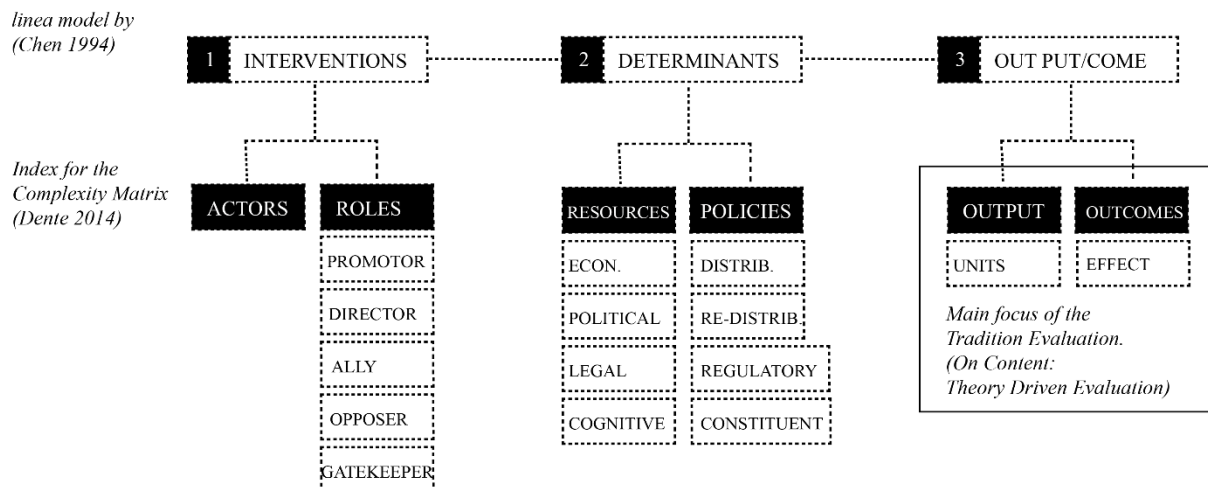 linea model by
(Chen 1994)
1 INTERVENTIONS
2 DETERMINANTS
3 OUT PUT/COME
Index for the
Complexity Matrix
(Dente 2014)
ACTORS
ROLES
PROMOTOR
DIRECTOR
ALLY
OPPOSER
GATEKEEPER
RESOURCES
ECON.
POLITICAL
LEGAL
COGNITIVE
POLICIES
DISTRIB.
RE-DISTRIB.
REGULATORY
CONSTITUENT
OUTPUT
UNITS
OUTCOMES
EFFECT
Main focus of the
Tradition Evaluation.
(On Content:
Theory Driven Evaluation)